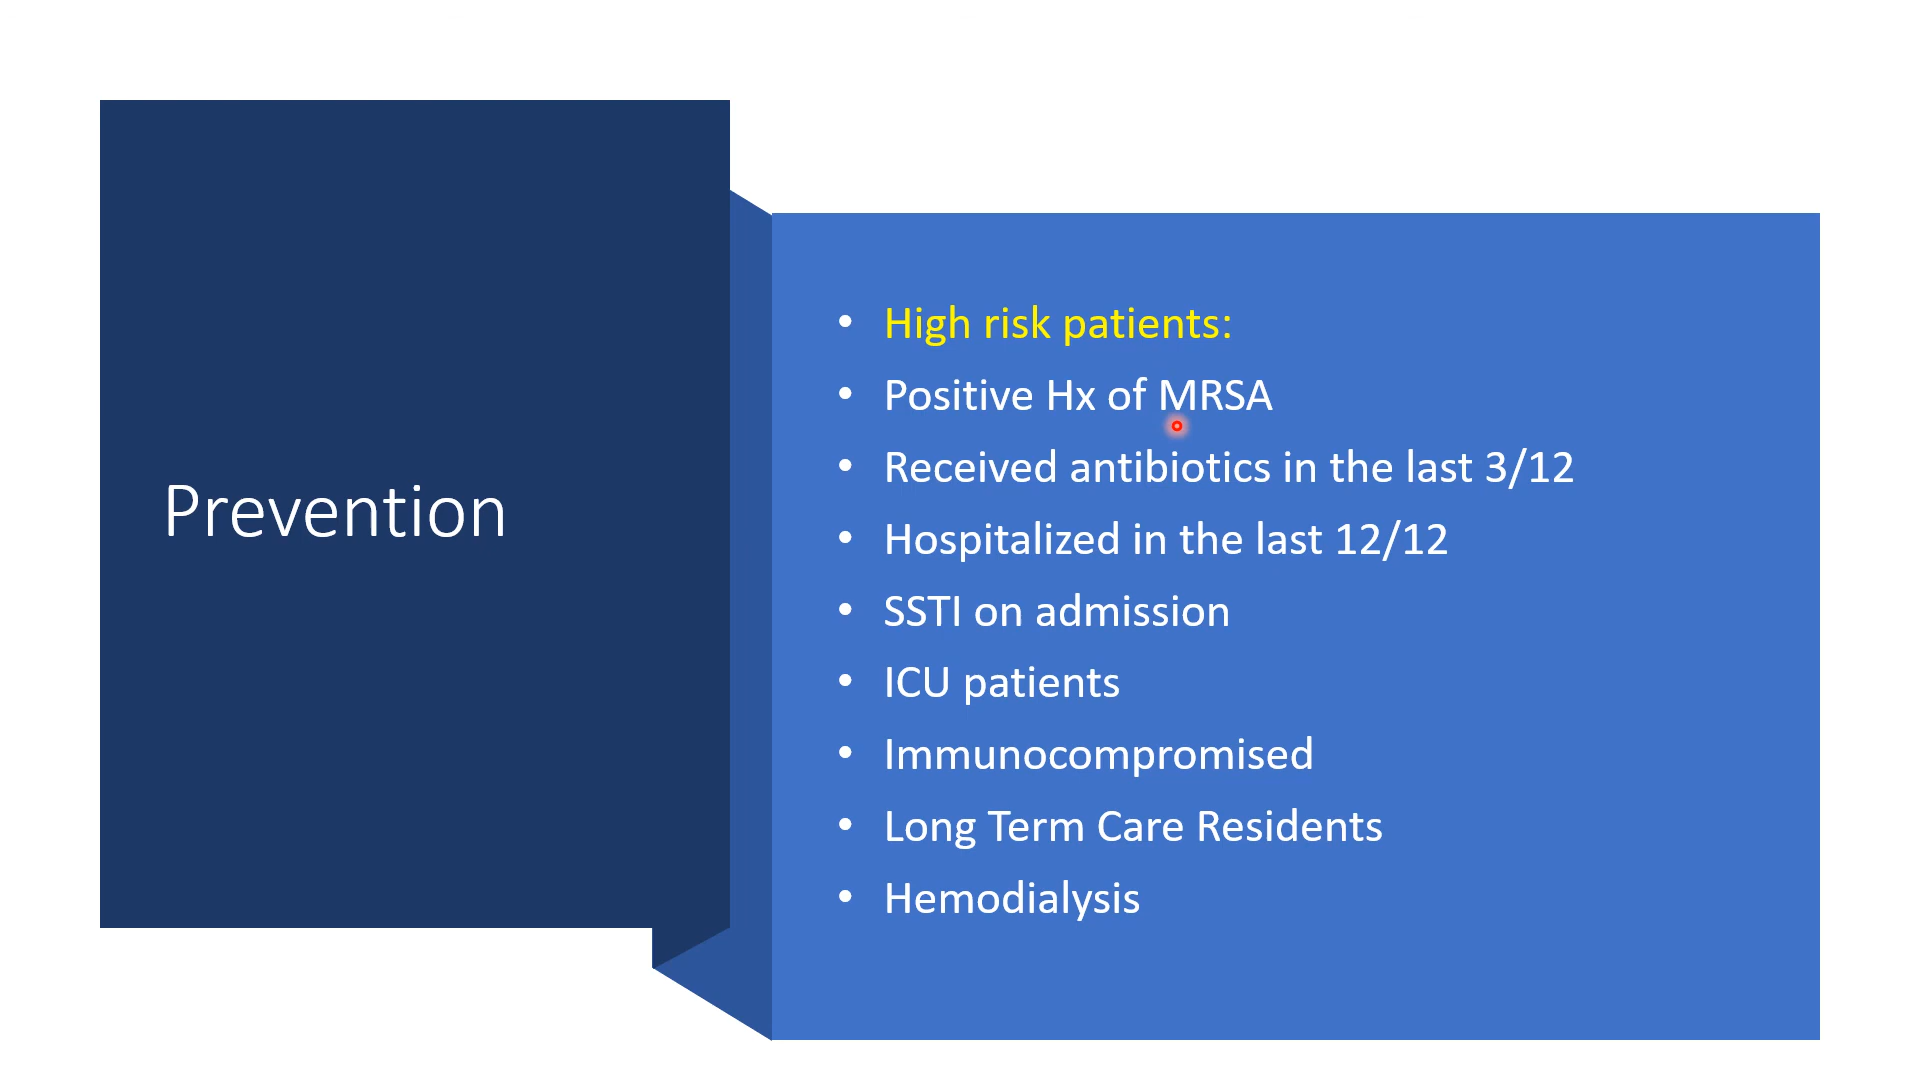 Prevention
• High risk patients:
• Positive Hx of MRSA
• Received antibiotics in the last 3/12
• Hospitalized in the last 12/12
• SSTI on admission
• ICU patients
• Immunocompromised
• Long Term Care Residents
• Hemodialysis